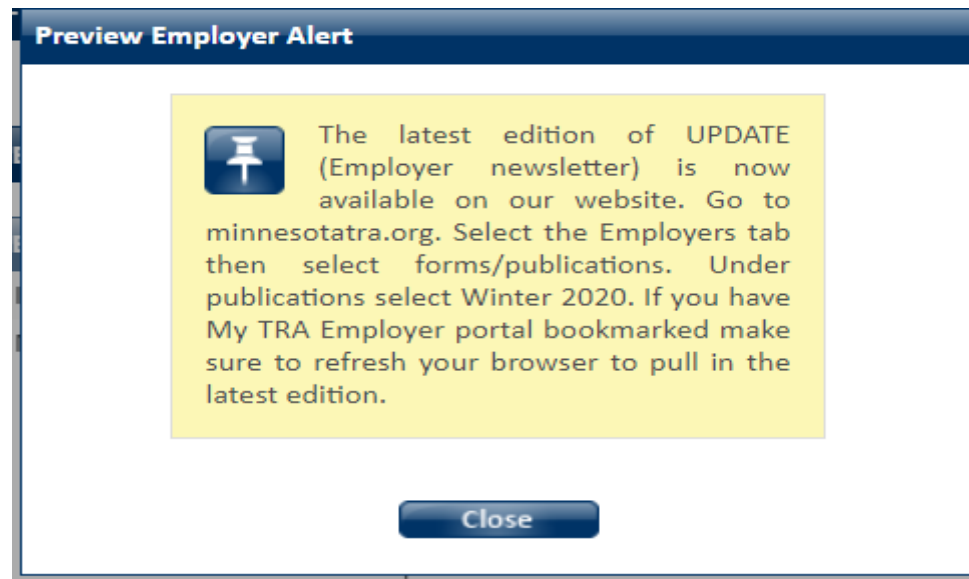 Preview Employer Alert
The latest edition of UPDATE
(Employer newsletter) is now
available on our website. Go to
minnesotatra.org. Select the Employers tab
then select forms/publications. Under
publications select Winter 2020. If you have
My TRA Employer portal bookmarked make
sure to refresh your browser to pull in the
latest edition.
Close